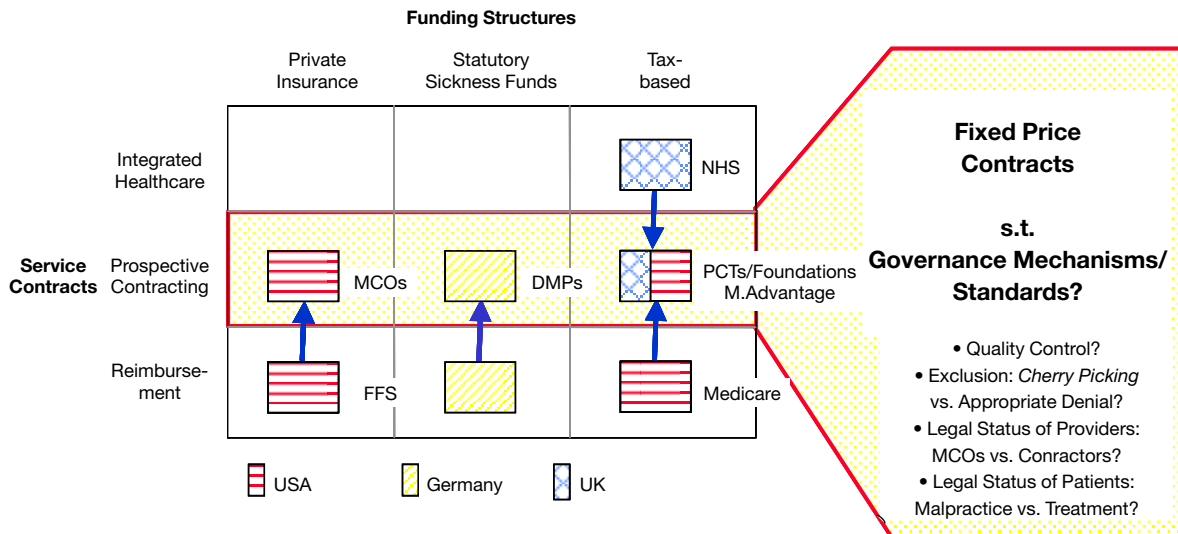 Funding Structures
Private
Insurance
Statutory
Sickness Funds
Tax-
based
Integrated
Healthcare
NHS
Service
Contracts
Prospective
Contracting
MCOs
DMPs
PCTs/Foundations
M.Advantage
Reimburse-
ment
FFS
Medicare
USA
Germany
UK
Fixed Price
Contracts
s.t.
Governance Mechanisms/
Standards?
• Quality Control?
• Exclusion: Cherry Picking
vs. Appropriate Denial?
• Legal Status of Providers:
MCOs vs. Conractors?
• Legal Status of Patients:
Malpractice vs. Treatment?